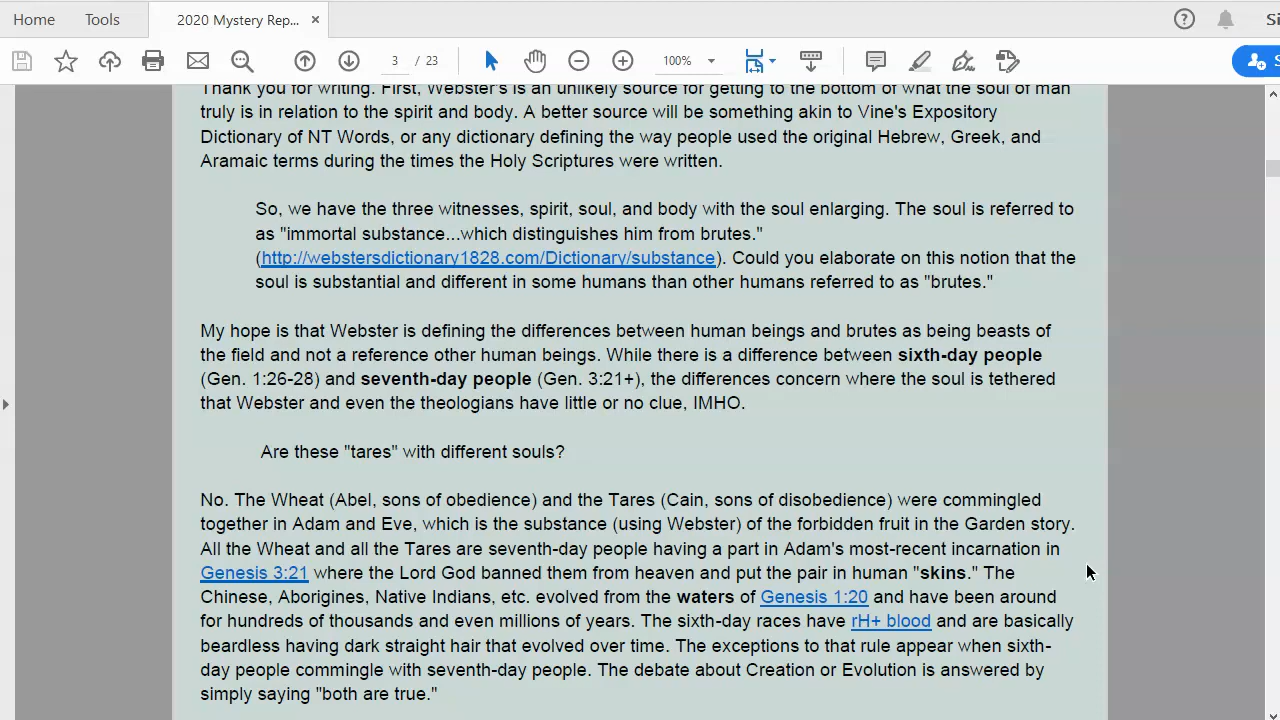 Home Tools 2020 Mystery Rep... ×
3 / 23 100%
Thank you for writing. First, Webster's is an unlikely source for getting to the bottom of what the soul of man
truly is in relation to the spirit and body. A better source will be something akin to Vine's Expository
Dictionary of NT Words, or any dictionary defining the way people used the original Hebrew, Greek, and
Aramaic terms during the times the Holy Scriptures were written.
So, we have the three witnesses, spirit, soul, and body with the soul enlarging. The soul is referred to
as "immortal substance...which distinguishes him from brutes."
(http://webstersdictionary1828.com/Dictionary/substance). Could you elaborate on this notion that the
soul is substantial and different in some humans than other humans referred to as "brutes."
My hope is that Webster is defining the differences between human beings and brutes as being beasts of
the field and not a reference other human beings. While there is a difference between sixth-day people
(Gen. 1:26-28) and seventh-day people (Gen. 3:21+), the differences concern where the soul is tethered
that Webster and even the theologians have little or no clue, IMHO.
Are these "tares" with different souls?
No. The Wheat (Abel, sons of obedience) and the Tares (Cain, sons of disobedience) were commingled
together in Adam and Eve, which is the substance (using Webster) of the forbidden fruit in the Garden story.
All the Wheat and all the Tares are seventh-day people having a part in Adam's most-recent incarnation in
Genesis 3:21 where the Lord God banned them from heaven and put the pair in human "skins." The
Chinese, Aborigines, Native Indians, etc. evolved from the waters of Genesis 1:20 and have been around
for hundreds of thousands and even millions of years. The sixth-day races have rH+ blood and are basically
beardless having dark straight hair that evolved over time. The exceptions to that rule appear when sixth-
day people commingle with seventh-day people. The debate about Creation or Evolution is answered by
simply saying "both are true."